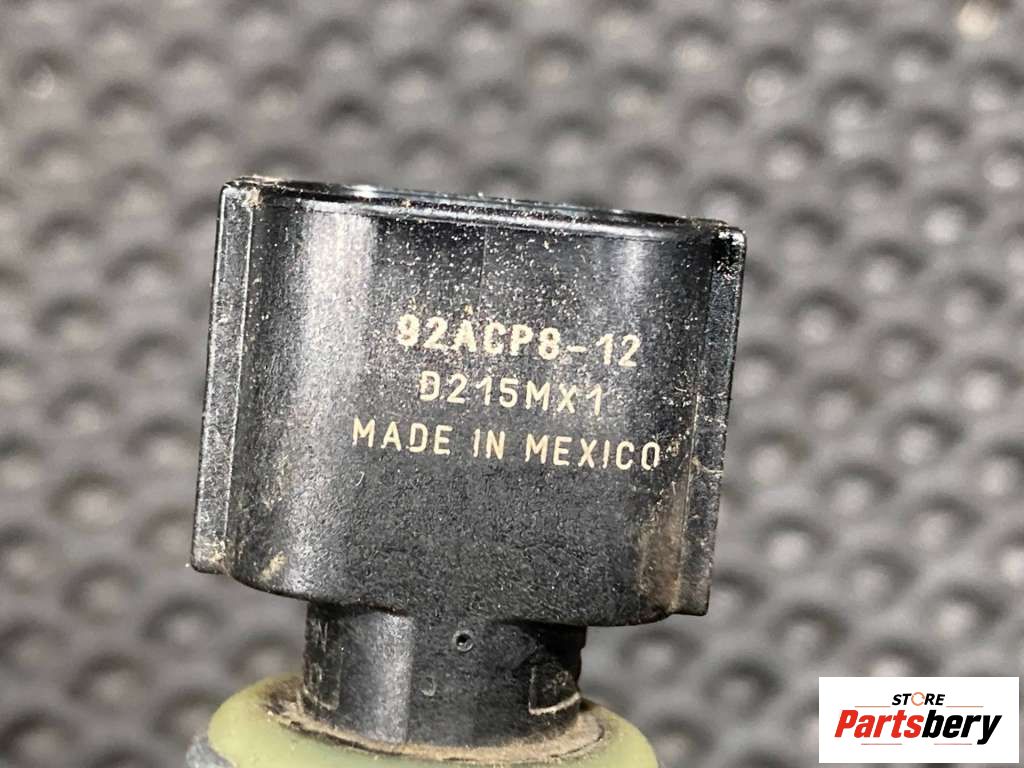 92ACP8-12
D215MX1
MADE IN MEXICO
STORE
Partsbery